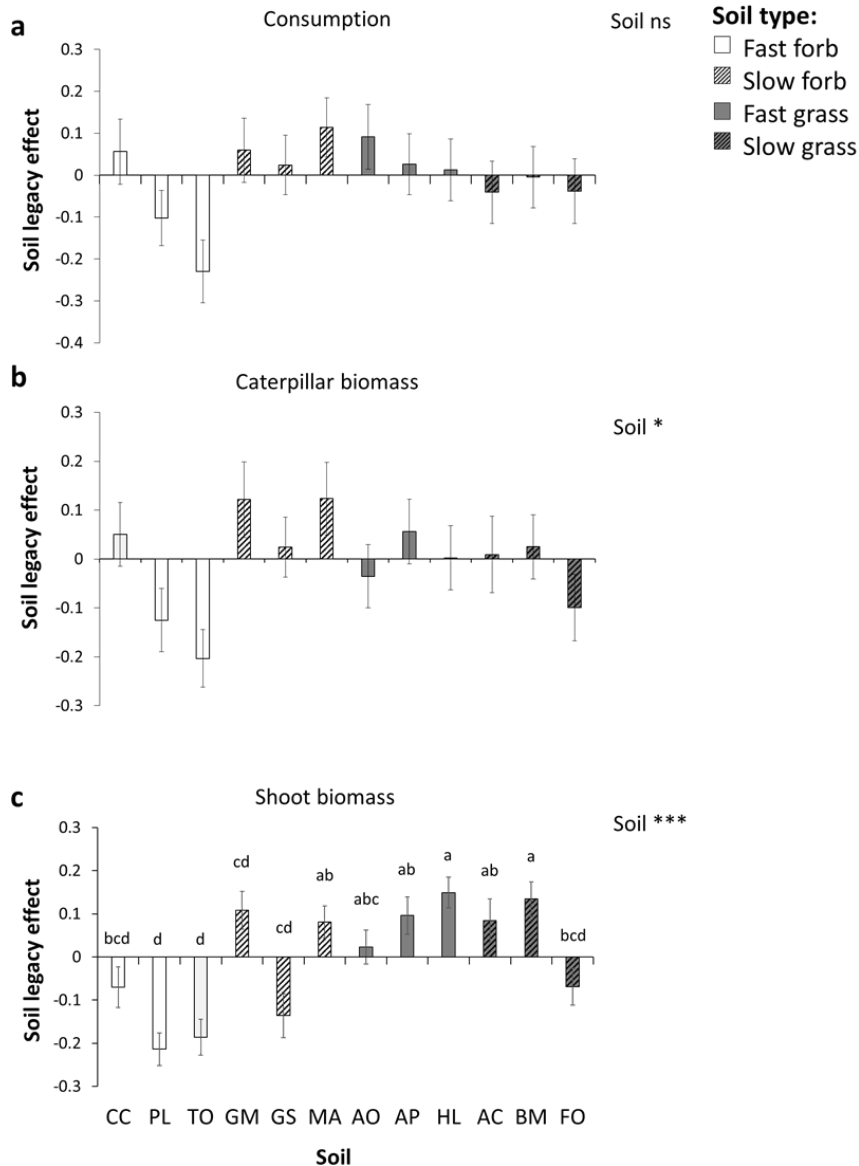 a
Consumption
Soil ns
Soil type:
Fast forb
Slow forb
Fast grass
Slow grass
Soil legacy effect
0.3
0.2
0.1
0
-0.1
-0.2
-0.3
-0.4
b
Caterpillar biomass
Soil *
Soil legacy effect
0.3
0.2
0.1
0
-0.1
-0.2
-0.3
c
Shoot biomass
Soil ***
Soil legacy effect
0.3
0.2
0.1
0
-0.1
-0.2
-0.3
bcd d d cd cd ab abc ab a ab a bcd
CC PL TO GM GS MA AO AP HL AC BM FO
Soil